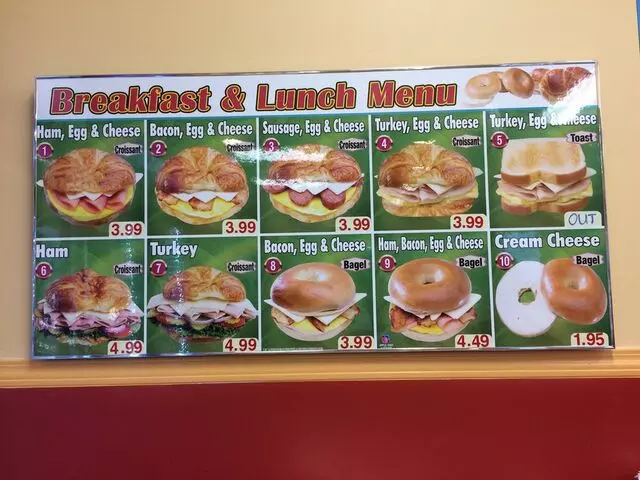 Breakfast & Lunch Menu
Ham, Egg & Cheese
1
Croissant
3.99
Bacon, Egg & Cheese
2
Croissant
3.99
Sausage, Egg & Cheese
3
Croissant
3.99
Turkey, Egg & Cheese
4
Croissant
3.99
Turkey, Egg & Cheese
5
Toast
OUT
Ham
6
Croissant
4.99
Turkey
7
Croissant
4.99
Bacon, Egg & Cheese
8
Bagel
3.99
Ham, Bacon, Egg & Cheese
9
Bagel
4.49
Cream Cheese
10
Bagel
1.95